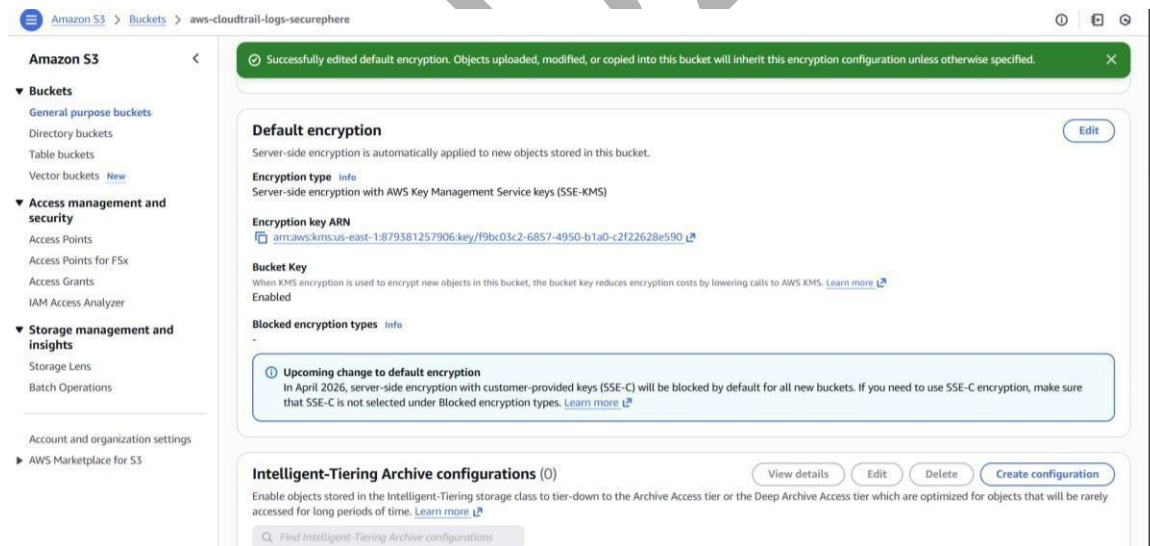 Amazon S3 > Buckets > aws-cloudtrail-logs-securephere
Amazon S3
Buckets
General purpose buckets
Directory buckets
Table buckets
Vector buckets New
Access management and
security
Access Points
Access Points for FSx
Access Grants
IAM Access Analyzer
Storage management and
insights
Storage Lens
Batch Operations
Account and organization settings
AWS Marketplace for S3
Successfully edited default encryption. Objects uploaded, modified, or copied into this bucket will inherit this encryption configuration unless otherwise specified.
Default encryption
Edit
Server-side encryption is automatically applied to new objects stored in this bucket.
Encryption type Info
Server-side encryption with AWS Key Management Service keys (SSE-KMS)
Encryption key ARN
arn:aws:kms:us-east-1:879381257906:key/f9bc03c2-6857-4950-b1a0-c2f22628e590
Bucket Key
When KMS encryption is used to encrypt new objects in this bucket, the bucket key reduces encryption costs by lowering calls to AWS KMS. Learn more
Enabled
Blocked encryption types Info
-
Upcoming change to default encryption
In April 2026, server-side encryption with customer-provided keys (SSE-C) will be blocked by default for all new buckets. If you need to use SSE-C encryption, make sure
that SSE-C is not selected under Blocked encryption types. Learn more
Intelligent-Tiering Archive configurations (0)
View details
Edit
Delete
Create configuration
Enable objects stored in the Intelligent-Tiering storage class to tier-down to the Archive Access tier or the Deep Archive Access tier which are optimized for objects that will be rarely
accessed for long periods of time. Learn more
Find Intelligent-Tiering Archive configurations